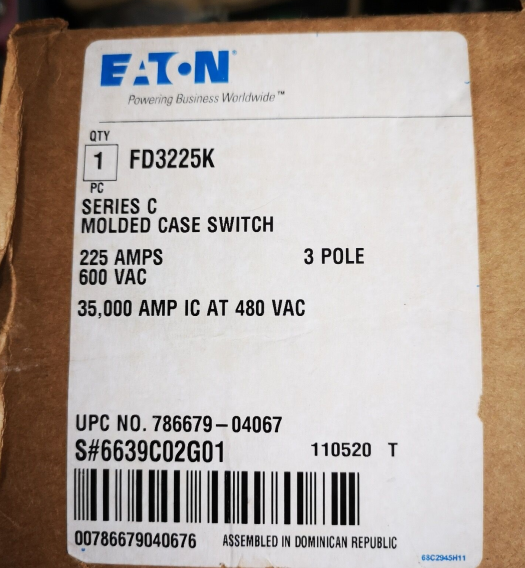 EATON
Powering Business Worldwide™
QTY
1 FD3225K
PC
SERIES C
MOLDED CASE SWITCH
225 AMPS 3 POLE
600 VAC
35,000 AMP IC AT 480 VAC
UPC NO. 786679-04067
S#6639C02G01 110520 T
00786679040676 ASSEMBLED IN DOMINICAN REPUBLIC
68C2945H11